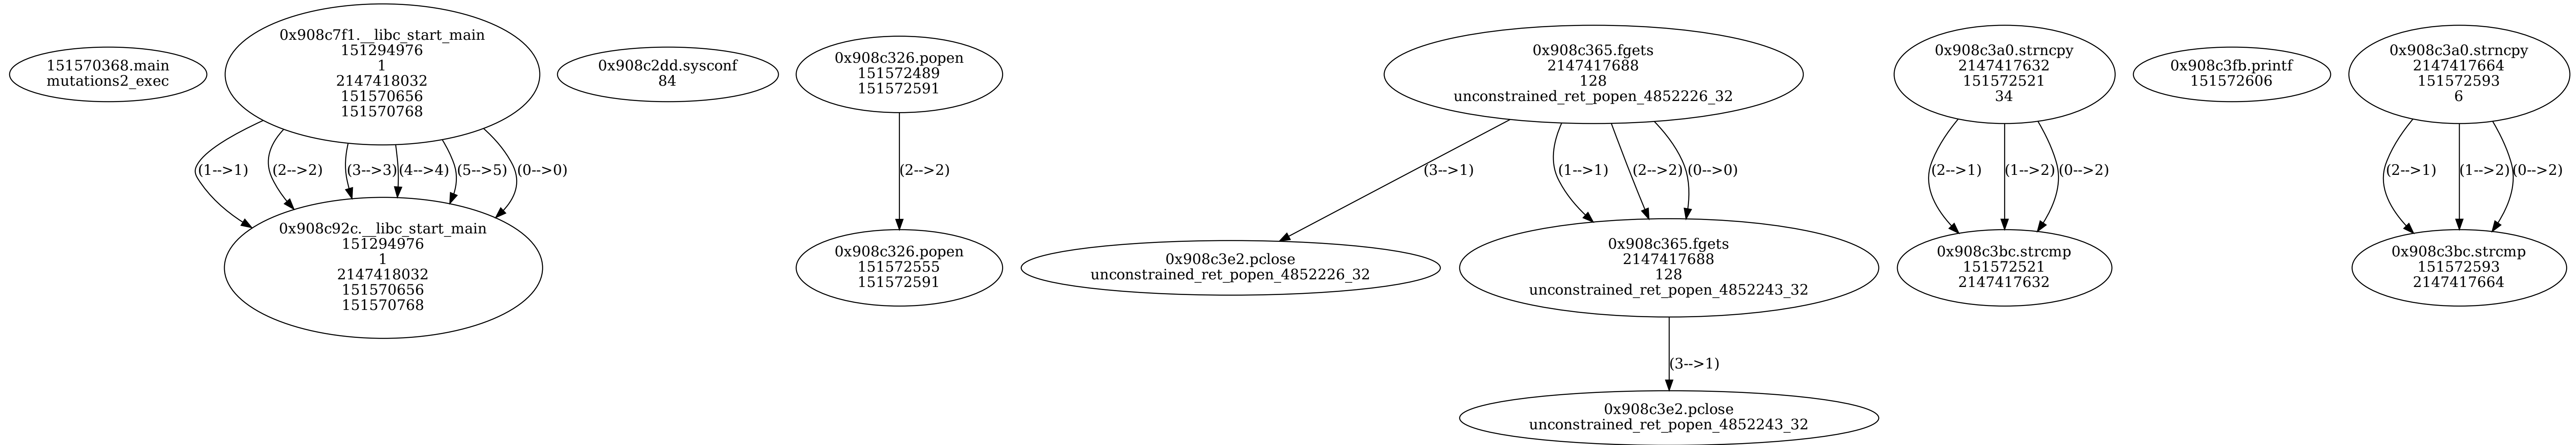 151570368.main
mutations2_exec
0x908c7f1.__libc_start_main
151294976
1
2147418032
151570656
151570768
0x908c2dd.sysconf
84
0x908c326.popen
151572489
151572591
0x908c365.fgets
2147417688
128
unconstrained_ret_popen_4852226_32
0x908c3a0.strncpy
2147417632
151572521
34
0x908c3fb.printf
151572606
0x908c3a0.strncpy
2147417664
151572593
6
(1-->1)
(2-->2)
(3-->3)
(4-->4)
(5-->5)
(0-->0)
(2-->2)
(3-->1)
(1-->1)
(2-->2)
(0-->0)
(2-->1)
(1-->2)
(0-->2)
(2-->1)
(1-->2)
(0-->2)
0x908c92c.__libc_start_main
151294976
1
2147418032
151570656
151570768
0x908c326.popen
151572555
151572591
0x908c3e2.pclose
unconstrained_ret_popen_4852226_32
0x908c365.fgets
2147417688
128
unconstrained_ret_popen_4852243_32
0x908c3bc.strcmp
151572521
2147417632
0x908c3bc.strcmp
151572593
2147417664
(3-->1)
0x908c3e2.pclose
unconstrained_ret_popen_4852243_32